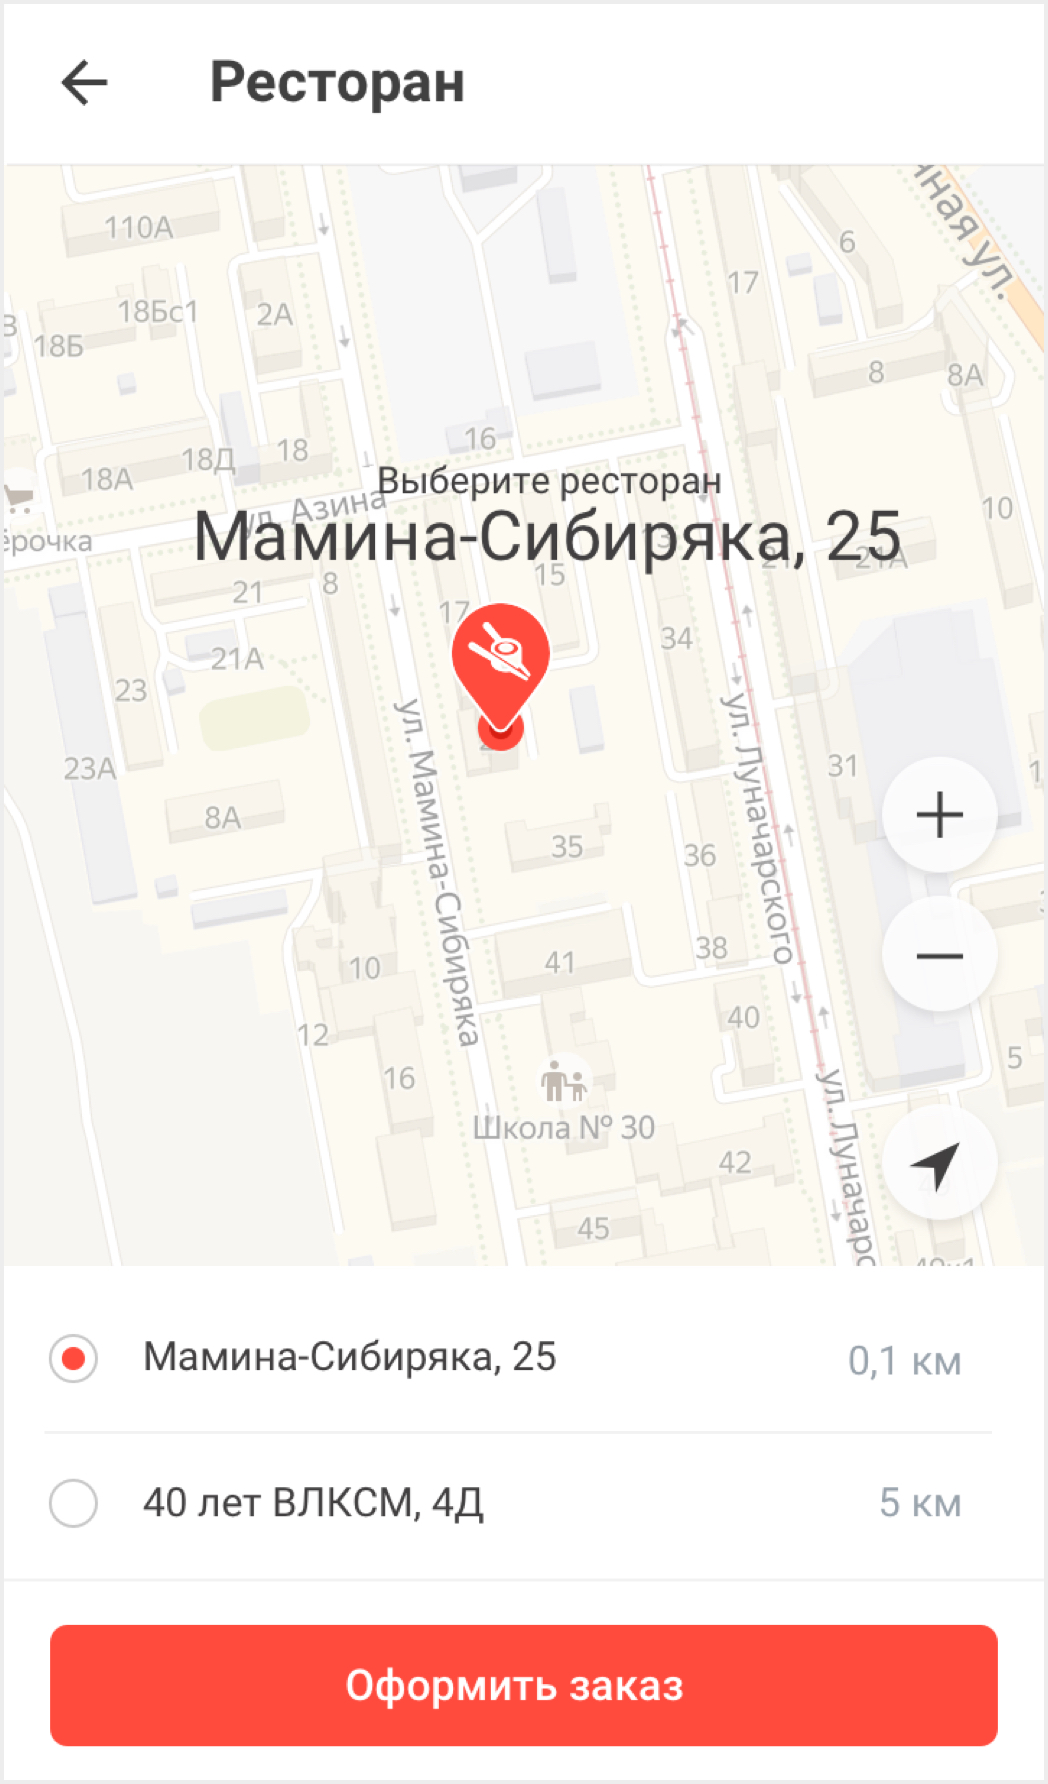 Ресторан
нная ул.
110А
6
17
18Бс1
2А
18Б
8
8А
16
18
18Д
18А
Выберите ресторан
10
ул. Азина
Мамина-Сибиряка, 25
ёрочка
21А
15
21
8
17
34
21А
23
ул. Мамина-Сибиряка
ул. Луначарского
31
23А
8А
35
36
38
41
10
40
12
5
16
Школа № 30
ул. Луначарс
42
45
Мамина-Сибиряка, 25
0,1 км
40 лет ВЛКСМ, 4Д
5 км
Оформить заказ